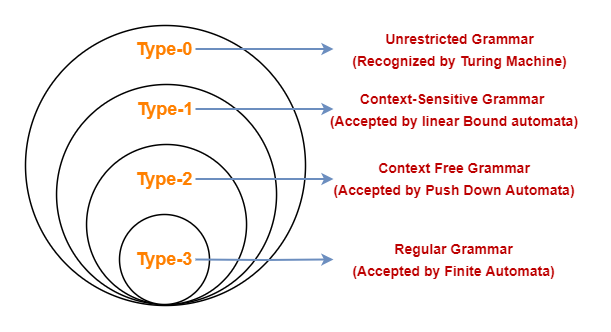 Type-0
Unrestricted Grammar
(Recognized by Turing Machine)
Type-1
Context-Sensitive Grammar
(Accepted by linear Bound automata)
Type-2
Context Free Grammar
(Accepted by Push Down Automata)
Type-3
Regular Grammar
(Accepted by Finite Automata)